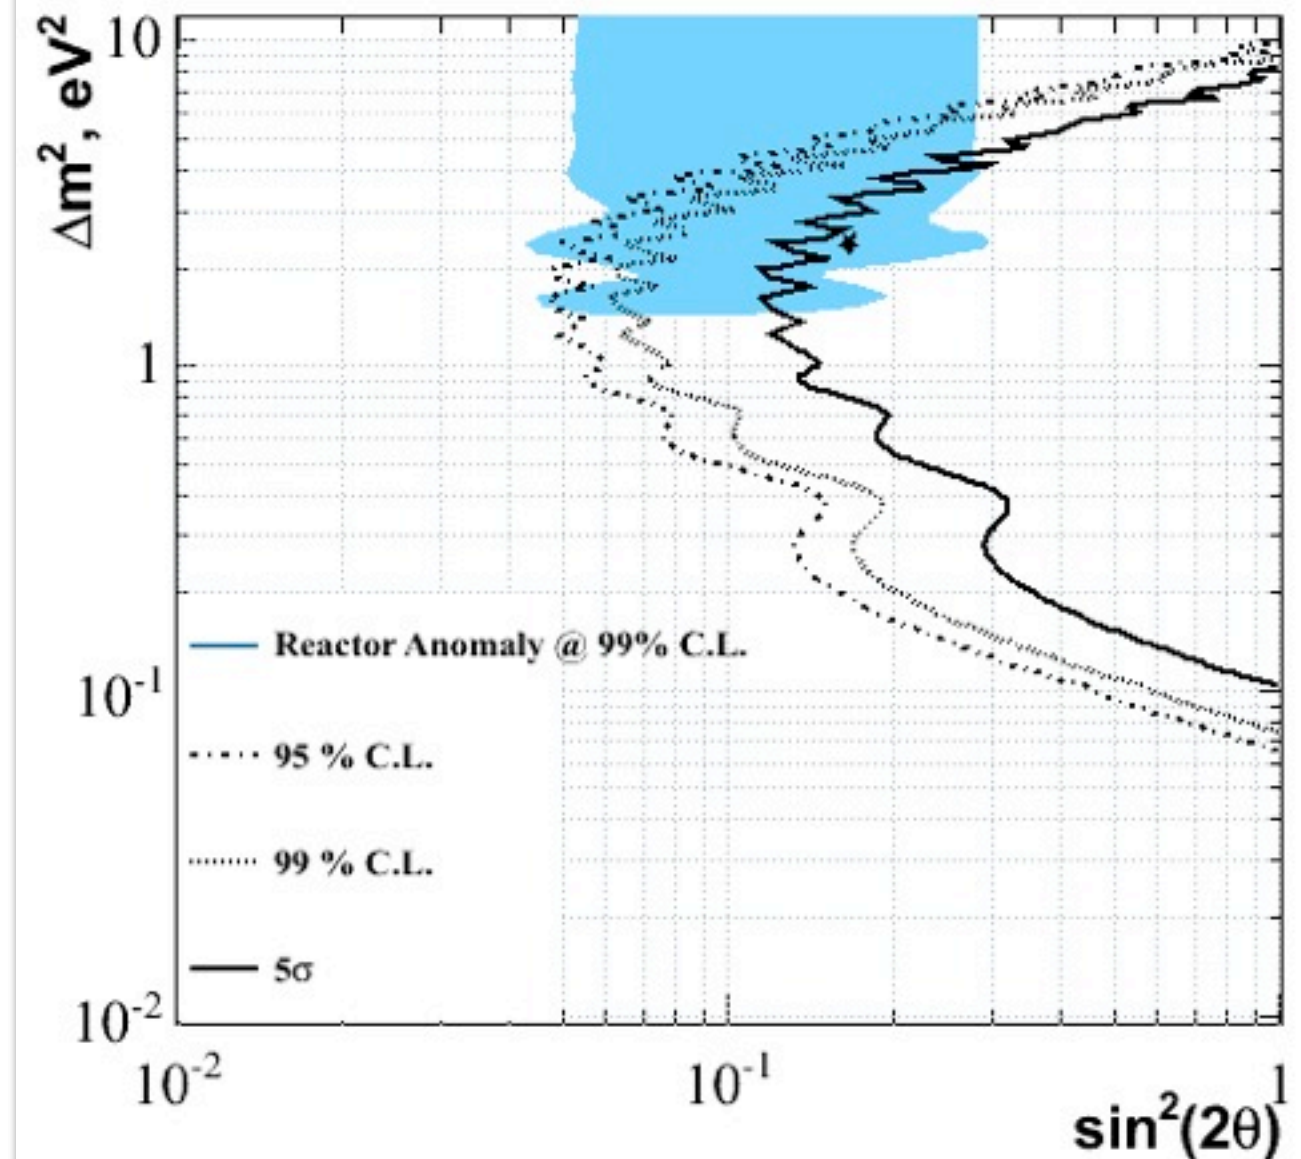 Δm², eV²
10
1
10⁻¹
10⁻²
Reactor Anomaly @ 99% C.L.
95 % C.L.
99 % C.L.
5σ
10⁻²
10⁻¹
1
sin²(2θ)